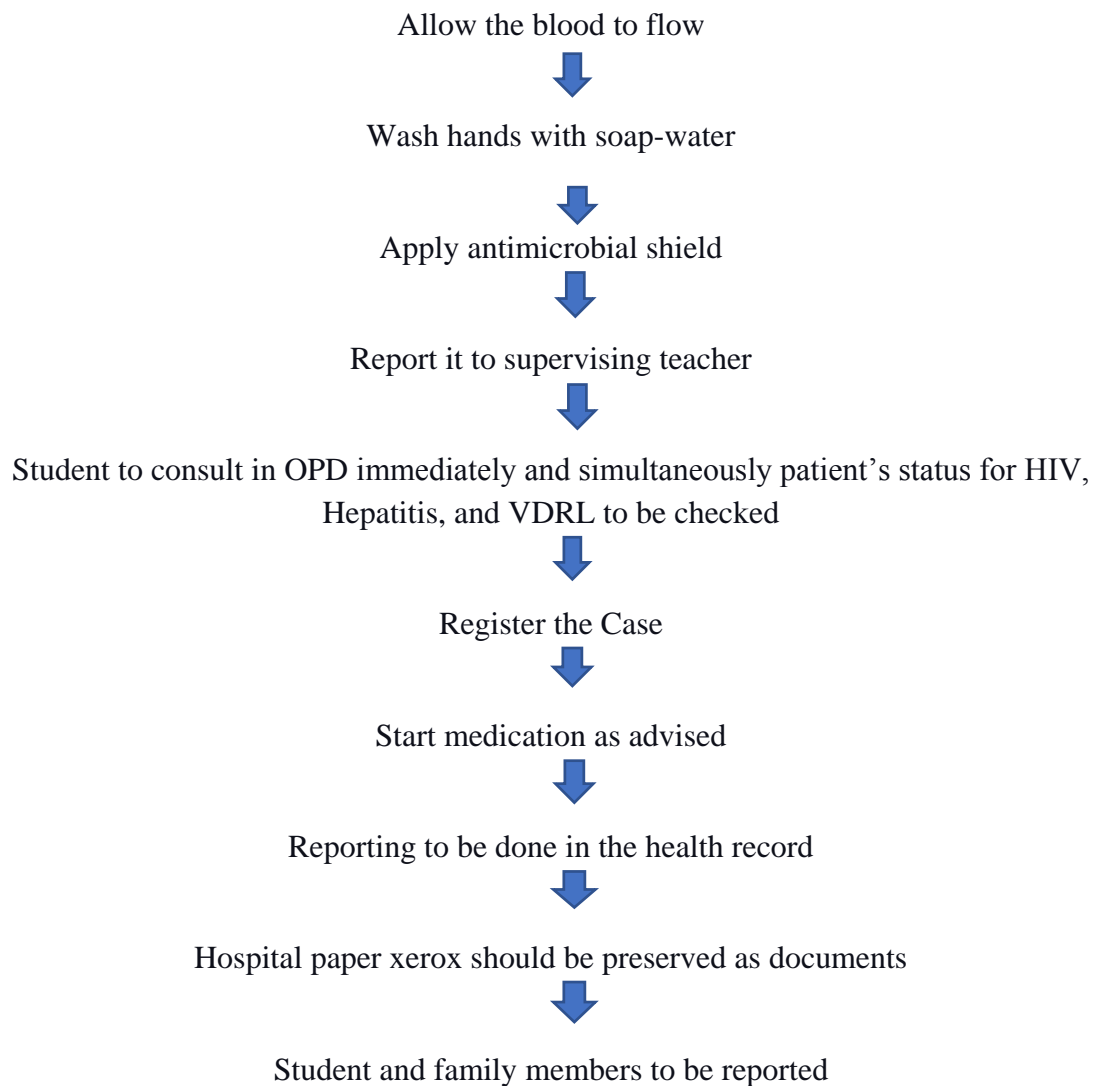 Allow the blood to flow
Wash hands with soap-water
Apply antimicrobial shield
Report it to supervising teacher
Student to consult in OPD immediately and simultaneously patient’s status for HIV,
Hepatitis, and VDRL to be checked
Register the Case
Start medication as advised
Reporting to be done in the health record
Hospital paper xerox should be preserved as documents
Student and family members to be reported